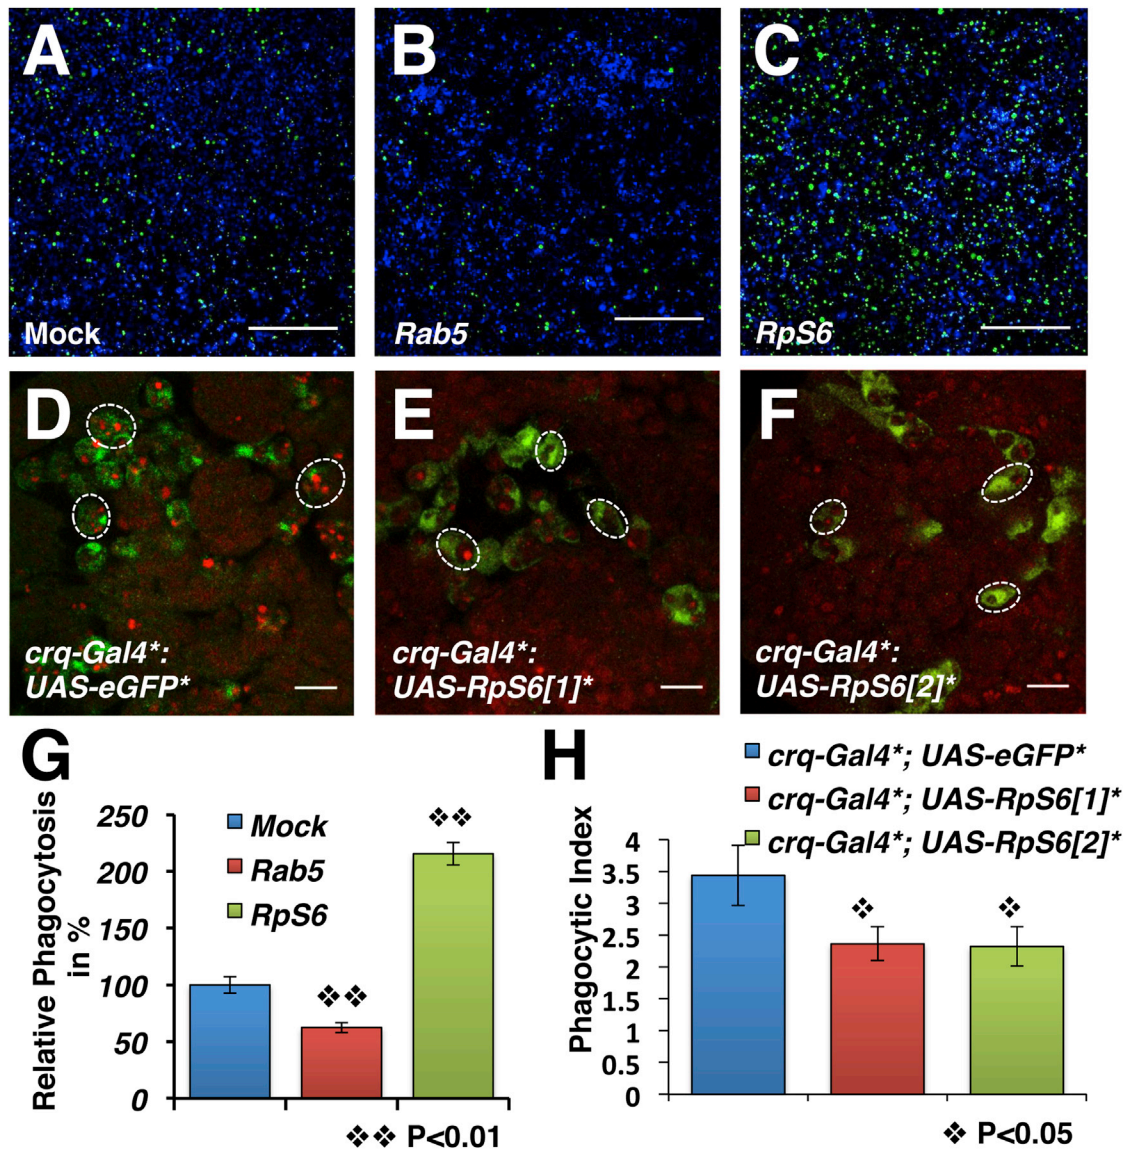 A
Mock
B
Rab5
C
RpS6
D
crq-Gal4*:
UAS-eGFP*
E
crq-Gal4*:
UAS-RpS6[1]*
F
crq-Gal4*:
UAS-RpS6[2]*
G
Relative Phagocytosis
in %
250
200
150
100
50
0
Mock
Rab5
RpS6
❖❖
❖❖
❖❖ P<0.01
H
crq-Gal4*; UAS-eGFP*
crq-Gal4*; UAS-RpS6[1]*
crq-Gal4*; UAS-RpS6[2]*
Phagocytic Index
4
3.5
3
2.5
2
1.5
1
0.5
0
❖
❖
❖ P<0.05